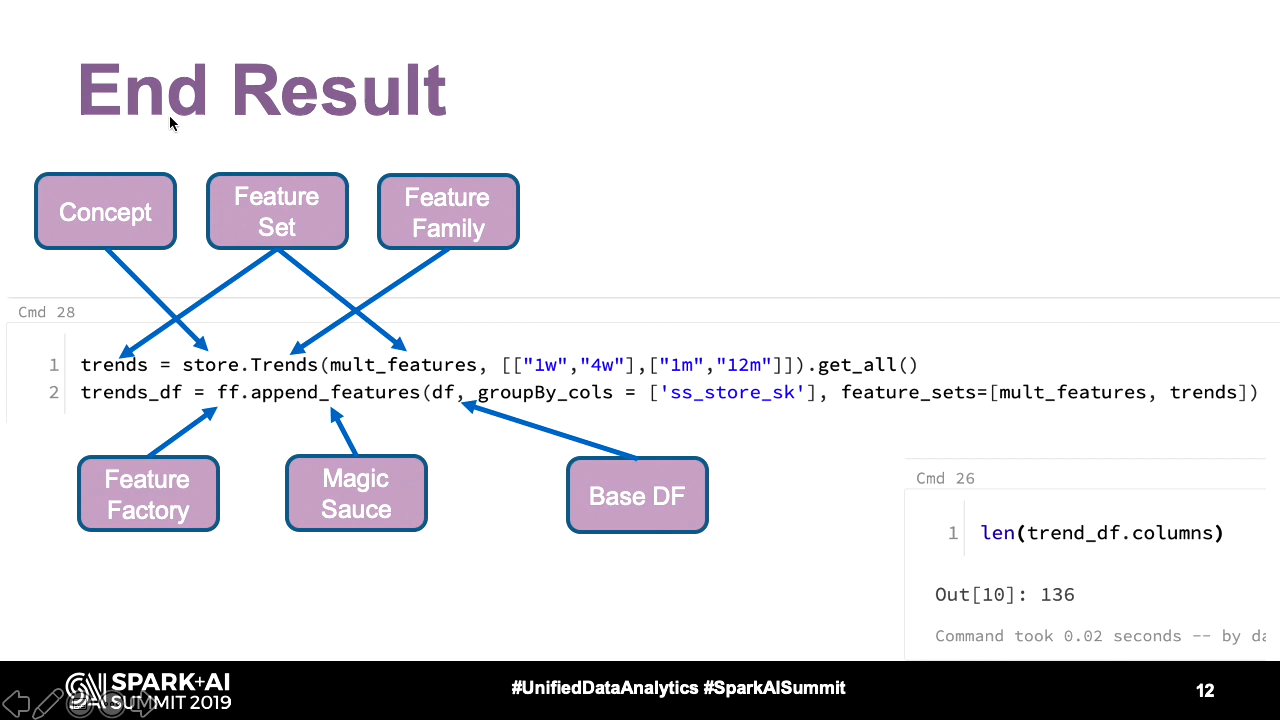 End Result
Concept
Feature
Set
Feature
Family
Cmd 28
1 trends = store.Trends(mult_features, [["1w","4w"],["1m","12m"]]).get_all()
2 trends_df = ff.append_features(df, groupBy_cols = ['ss_store_sk'], feature_sets=[mult_features, trends])
Feature
Factory
Magic
Sauce
Base DF
Cmd 26
1 len(trend_df.columns)
Out[10]: 136
Command took 0.02 seconds -- by da
SPARK+AI
SUMMIT 2019
#UnifiedDataAnalytics #SparkAISummit
12